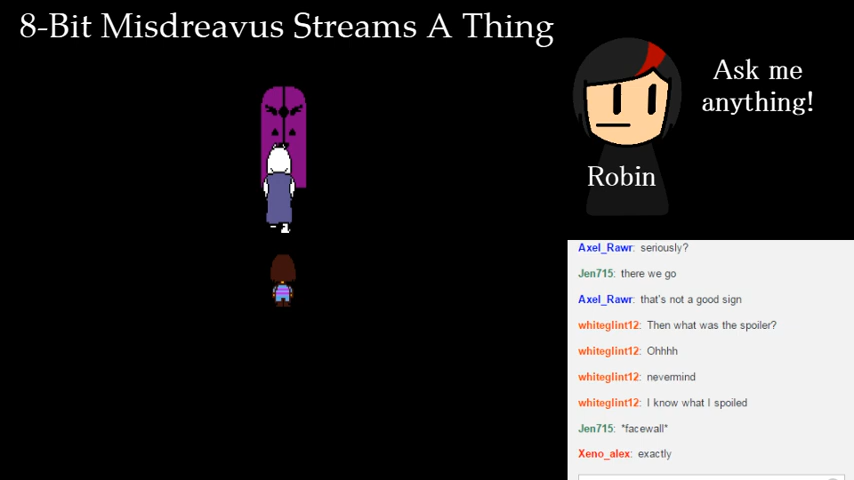 8-Bit Misdreavus Streams A Thing
Ask me
anything!
Robin
Axel_Rawr: seriously?
Jen715: there we go
Axel_Rawr: that's not a good sign
whiteglint12: Then what was the spoiler?
whiteglint12: Ohhhh
whiteglint12: nevermind
whiteglint12: I know what I spoiled
Jen715: *facewall*
Xeno_alex: exactly